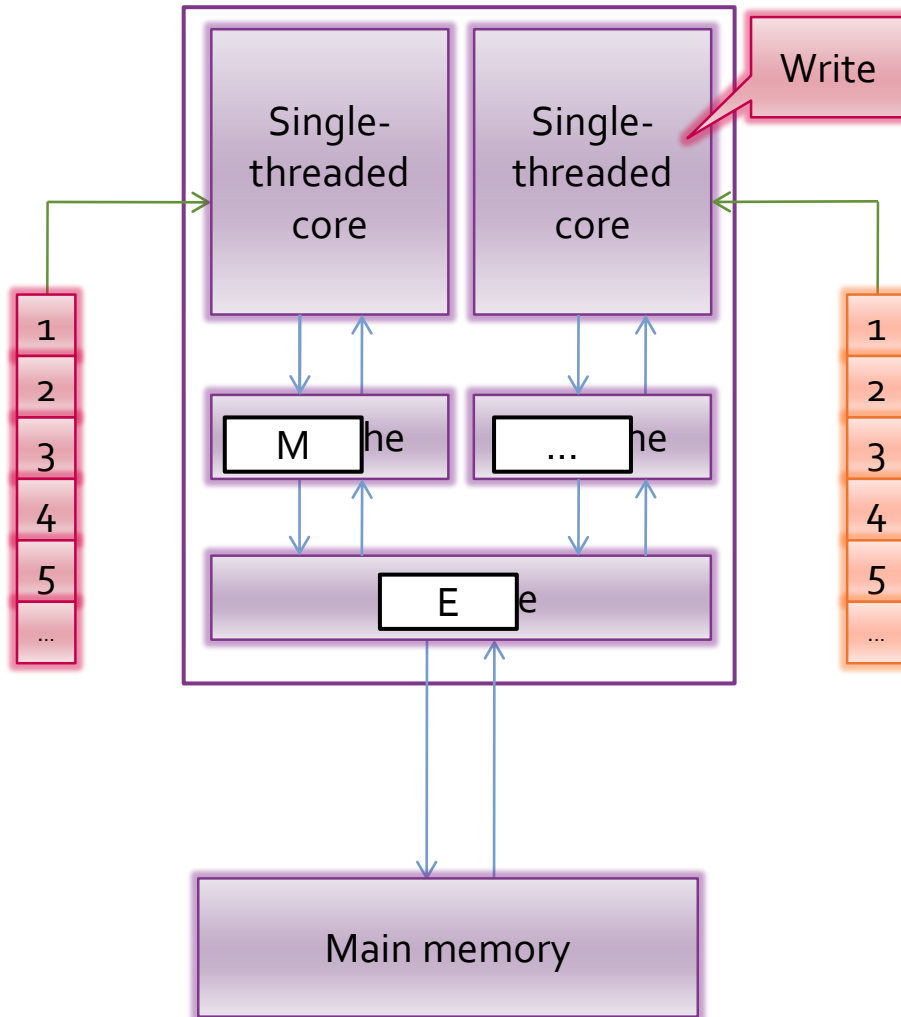 Write
Single-
threaded
core
Single-
threaded
core
1
2
3
4
5
...
1
2
3
4
5
...
M
he
...
he
E
e
Main memory